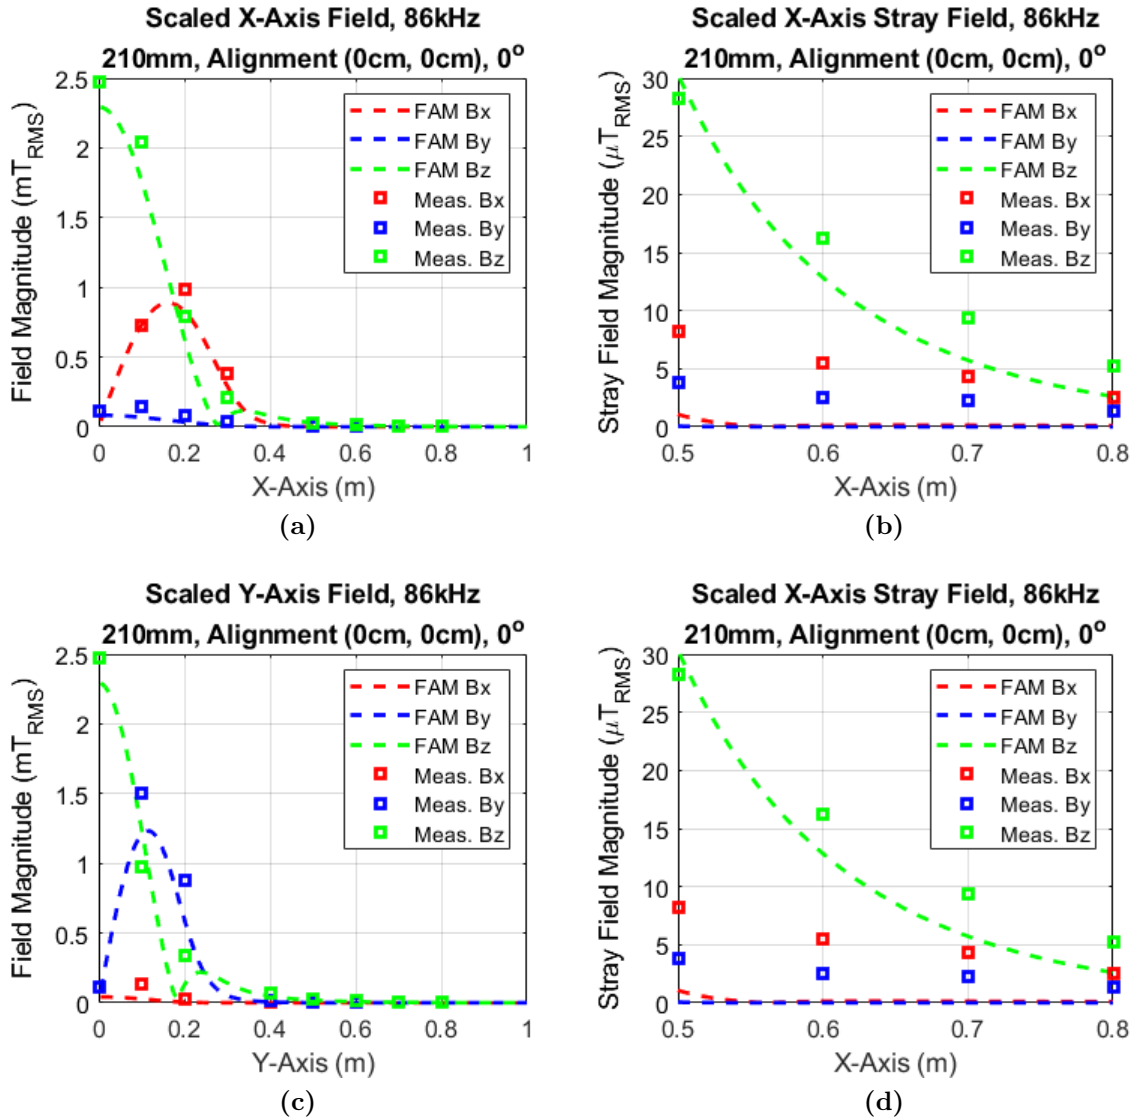 Scaled X-Axis Field, 86kHz
210mm, Alignment (0cm, 0cm), 0°
2.5
2
1.5
1
0.5
0
Field Magnitude (mT_RMS)
FAM Bx
FAM By
FAM Bz
Meas. Bx
Meas. By
Meas. Bz
0 0.2 0.4 0.6 0.8 1
X-Axis (m)
(a)
Scaled X-Axis Stray Field, 86kHz
210mm, Alignment (0cm, 0cm), 0°
30
25
20
15
10
5
0
Stray Field Magnitude (μT_RMS)
FAM Bx
FAM By
FAM Bz
Meas. Bx
Meas. By
Meas. Bz
0.5 0.6 0.7 0.8
X-Axis (m)
(b)
Scaled Y-Axis Field, 86kHz
210mm, Alignment (0cm, 0cm), 0°
2.5
2
1.5
1
0.5
0
Field Magnitude (mT_RMS)
FAM Bx
FAM By
FAM Bz
Meas. Bx
Meas. By
Meas. Bz
0 0.2 0.4 0.6 0.8 1
Y-Axis (m)
(c)
Scaled X-Axis Stray Field, 86kHz
210mm, Alignment (0cm, 0cm), 0°
30
25
20
15
10
5
0
Stray Field Magnitude (μT_RMS)
FAM Bx
FAM By
FAM Bz
Meas. Bx
Meas. By
Meas. Bz
0.5 0.6 0.7 0.8
X-Axis (m)
(d)